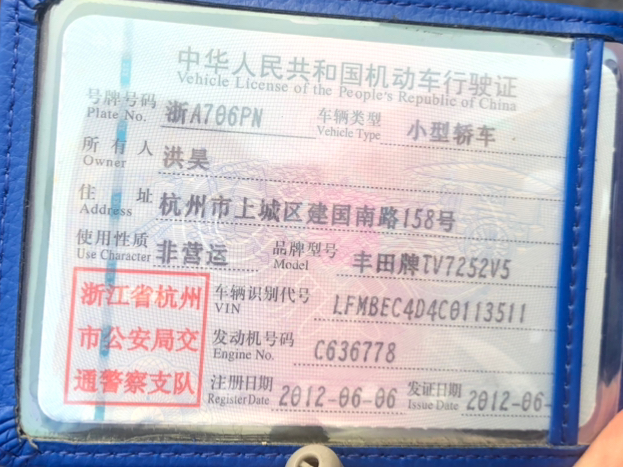 中华人民共和国机动车行驶证
Vehicle License of the People's Republic of China
号牌号码 浙A706PN 车辆类型 小型轿车
Plate No. Vehicle Type
所有人 洪昊
Owner
住址 杭州市上城区建国南路158号
Address
使用性质 非营运 品牌型号 丰田牌TV7252V5
Use Character Model
浙江省杭州
市公安局交
通警察支队
车辆识别代号 LFMBEC4D4C0113511
VIN
发动机号码 C636778
Engine No.
注册日期 2012-06-06 发证日期 2012-06-
Register Date Issue Date